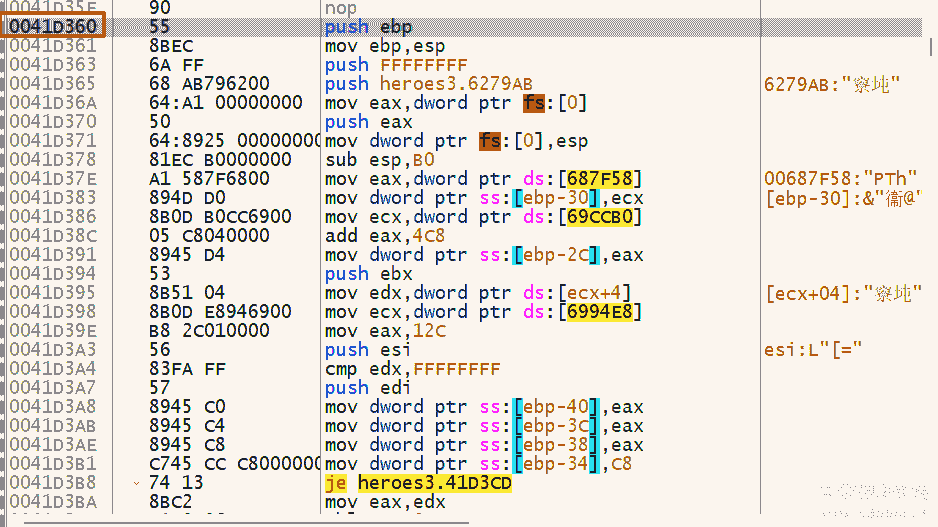 0041D35F 90 nop
0041D360 55 push ebp
0041D361 8BEC mov ebp,esp
0041D363 6A FF push FFFFFFFF
0041D365 68 AB796200 push heroes3.6279AB 6279AB:"寮坉"
0041D36A 64:A1 00000000 mov eax,dword ptr fs:[0]
0041D370 50 push eax
0041D371 64:8925 00000000 mov dword ptr fs:[0],esp
0041D378 81EC B0000000 sub esp,B0
0041D37E A1 587F6800 mov eax,dword ptr ds:[687F58] 00687F58:"PTh"
0041D383 894D D0 mov dword ptr ss:[ebp-30],ecx [ebp-30]:&"衞@"
0041D386 8B0D B0CC6900 mov ecx,dword ptr ds:[69CCB0]
0041D38C 05 C8040000 add eax,4C8
0041D391 8945 D4 mov dword ptr ss:[ebp-2C],eax
0041D394 53 push ebx
0041D395 8B51 04 mov edx,dword ptr ds:[ecx+4] [ecx+04]:"寮坉"
0041D398 8B0D E8946900 mov ecx,dword ptr ds:[6994E8]
0041D39E B8 2C010000 mov eax,12C
0041D3A3 56 push esi esi:L"[="
0041D3A4 83FA FF cmp edx,FFFFFFFF
0041D3A7 57 push edi
0041D3A8 8945 C0 mov dword ptr ss:[ebp-40],eax
0041D3AB 8945 C4 mov dword ptr ss:[ebp-3C],eax
0041D3AE 8945 C8 mov dword ptr ss:[ebp-38],eax
0041D3B1 C745 CC C8000000 mov dword ptr ss:[ebp-34],C8
0041D3B8 74 13 je heroes3.41D3CD
0041D3BA 8BC2 mov eax,edx